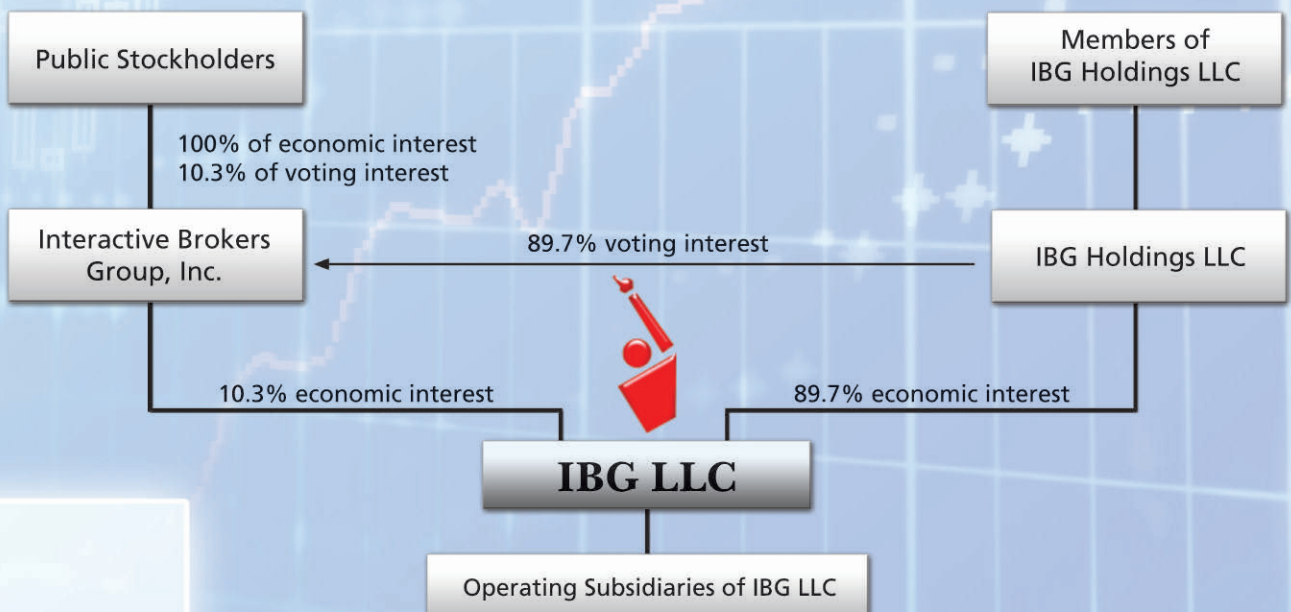 Public Stockholders
Members of
IBG Holdings LLC
100% of economic interest
10.3% of voting interest
Interactive Brokers
Group, Inc.
89.7% voting interest
IBG Holdings LLC
10.3% economic interest
89.7% economic interest
IBG LLC
Operating Subsidiaries of IBG LLC